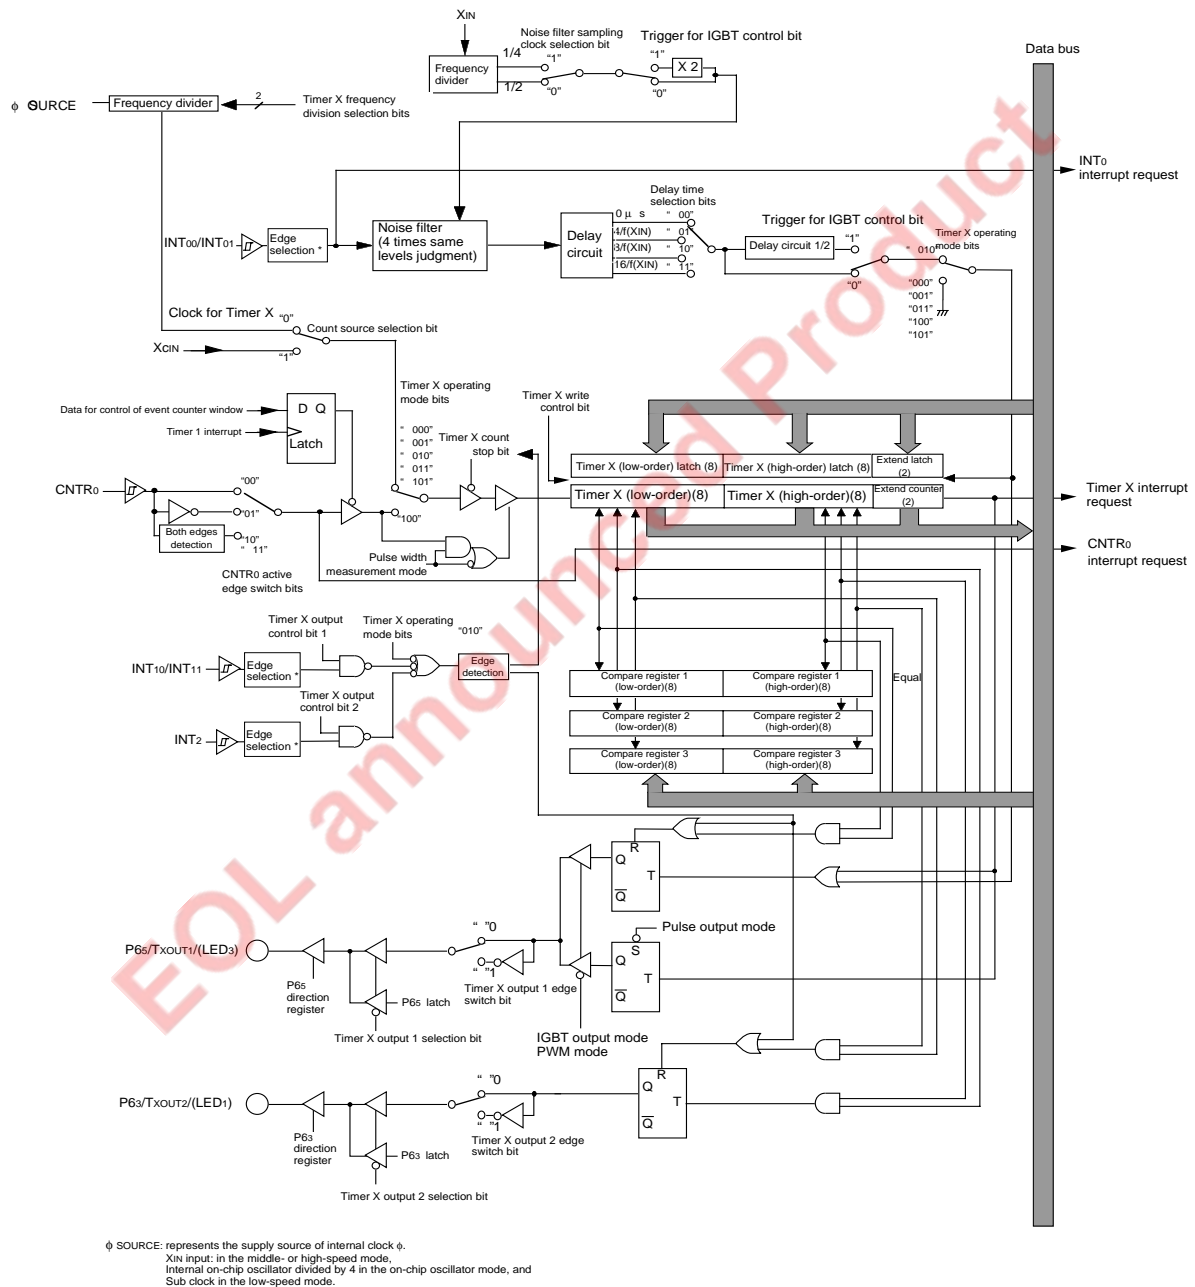 XIN
Noise filter sampling
clock selection bit
Trigger for IGBT control bit
Data bus
1/4
"1"
"1"
Frequency
divider
X 2
1/2
"0"
"0"
ϕ SOURCE
Frequency divider
2
Timer X frequency
division selection bits
INT0
interrupt request
Delay time
selection bits
0 μ s “ 00”
4/f(XIN) “ 01”
8/f(XIN) “ 10”
16/f(XIN) “ 11”
Trigger for IGBT control bit
Timer X operating
mode bits
INT00/INT01
Edge
selection *
Noise filter
(4 times same
levels judgment)
Delay
circuit
Delay circuit 1/2
"1"
“ 010”
"0"
“000”
“001”
“011”
“100”
“101”
Clock for Timer X
“0”
Count source selection bit
XCIN
“1”
Timer X operating
mode bits
Timer X write
control bit
D Q
Data for control of event counter window
Timer 1 interrupt
Latch
“ 000”
“ 001”
“ 010”
“ 011”
“ 101”
Timer X count
stop bit
Timer X (low-order) latch (8)
Timer X (high-order) latch (8)
Extend latch
(2)
CNTR0
“00”
“01”
Both edges
detection
“10”
“ 11”
“100”
Timer X (low-order)(8)
Timer X (high-order)(8)
Extend counter
(2)
Timer X interrupt
request
Pulse width
measurement mode
CNTR0
interrupt request
CNTR0 active
edge switch bits
Timer X output
control bit 1
Timer X operating
mode bits
“010”
INT10/INT11
Edge
selection *
Edge
detection
Compare register 1
(low-order)(8)
Compare register 1
(high-order)(8)
Equal
Timer X output
control bit 2
Compare register 2
(low-order)(8)
Compare register 2
(high-order)(8)
INT2
Edge
selection *
Compare register 3
(low-order)(8)
Compare register 3
(high-order)(8)
R
Q
T
Q
Pulse output mode
P65/TXOUT1/(LED3)
“ ”0
“ ”1
S
Q
T
Q
P65
direction
register
P65 latch
Timer X output 1 edge
switch bit
Timer X output 1 selection bit
IGBT output mode
PWM mode
R
Q
T
Q
P63/TXOUT2/(LED1)
“ ”0
“ ”1
P63
direction
register
P63 latch
Timer X output 2 edge
switch bit
Timer X output 2 selection bit
ϕ SOURCE: represents the supply source of internal clock ϕ.
XIN input: in the middle- or high-speed mode,
Internal on-chip oscillator divided by 4 in the on-chip oscillator mode, and
Sub clock in the low-speed mode.
EOL announced Product